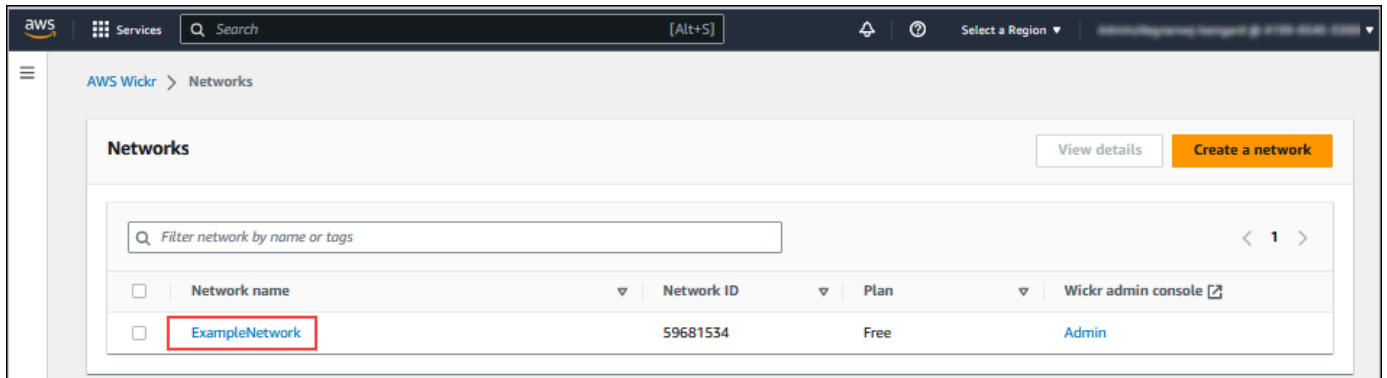 aws Services Search [Alt+S] Select a Region
AWS Wickr > Networks
Networks View details Create a network
Filter network by name or tags < 1 >
Network name Network ID Plan Wickr admin console
ExampleNetwork 59681534 Free Admin